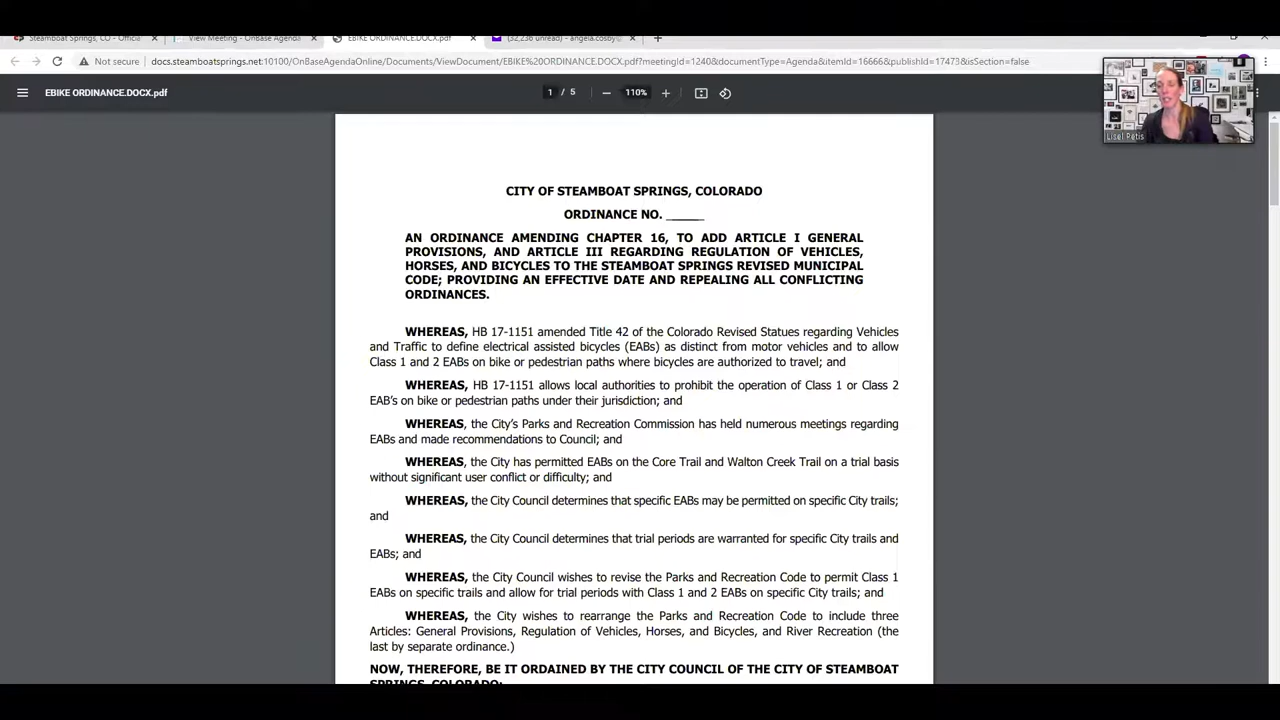 Steamboat Springs, CO - Official
View Meeting - OnBase Agenda
EBIKE ORDINANCE.DOCX.pdf
(32,236 unread) - angela.cosby
Not secure
docs.steamboatsprings.net:10100/OnBaseAgendaOnline/Documents/ViewDocument/EBIKE%20ORDINANCE.DOCX.pdf?meetingId=1240&documentType=Agenda&itemId=16666&publishId=17473&isSection=false
EBIKE ORDINANCE.DOCX.pdf
1 / 5
110%
Lisel Petis
CITY OF STEAMBOAT SPRINGS, COLORADO
ORDINANCE NO. _____
AN ORDINANCE AMENDING CHAPTER 16, TO ADD ARTICLE I GENERAL
PROVISIONS, AND ARTICLE III REGARDING REGULATION OF VEHICLES,
HORSES, AND BICYCLES TO THE STEAMBOAT SPRINGS REVISED MUNICIPAL
CODE; PROVIDING AN EFFECTIVE DATE AND REPEALING ALL CONFLICTING
ORDINANCES.
WHEREAS, HB 17-1151 amended Title 42 of the Colorado Revised Statues regarding Vehicles
and Traffic to define electrical assisted bicycles (EABs) as distinct from motor vehicles and to allow
Class 1 and 2 EABs on bike or pedestrian paths where bicycles are authorized to travel; and
WHEREAS, HB 17-1151 allows local authorities to prohibit the operation of Class 1 or Class 2
EAB's on bike or pedestrian paths under their jurisdiction; and
WHEREAS, the City's Parks and Recreation Commission has held numerous meetings regarding
EABs and made recommendations to Council; and
WHEREAS, the City has permitted EABs on the Core Trail and Walton Creek Trail on a trial basis
without significant user conflict or difficulty; and
WHEREAS, the City Council determines that specific EABs may be permitted on specific City trails;
and
WHEREAS, the City Council determines that trial periods are warranted for specific City trails and
EABs; and
WHEREAS, the City Council wishes to revise the Parks and Recreation Code to permit Class 1
EABs on specific trails and allow for trial periods with Class 1 and 2 EABs on specific City trails; and
WHEREAS, the City wishes to rearrange the Parks and Recreation Code to include three
Articles: General Provisions, Regulation of Vehicles, Horses, and Bicycles, and River Recreation (the
last by separate ordinance.)
NOW, THEREFORE, BE IT ORDAINED BY THE CITY COUNCIL OF THE CITY OF STEAMBOAT
SPRINGS, COLORADO: